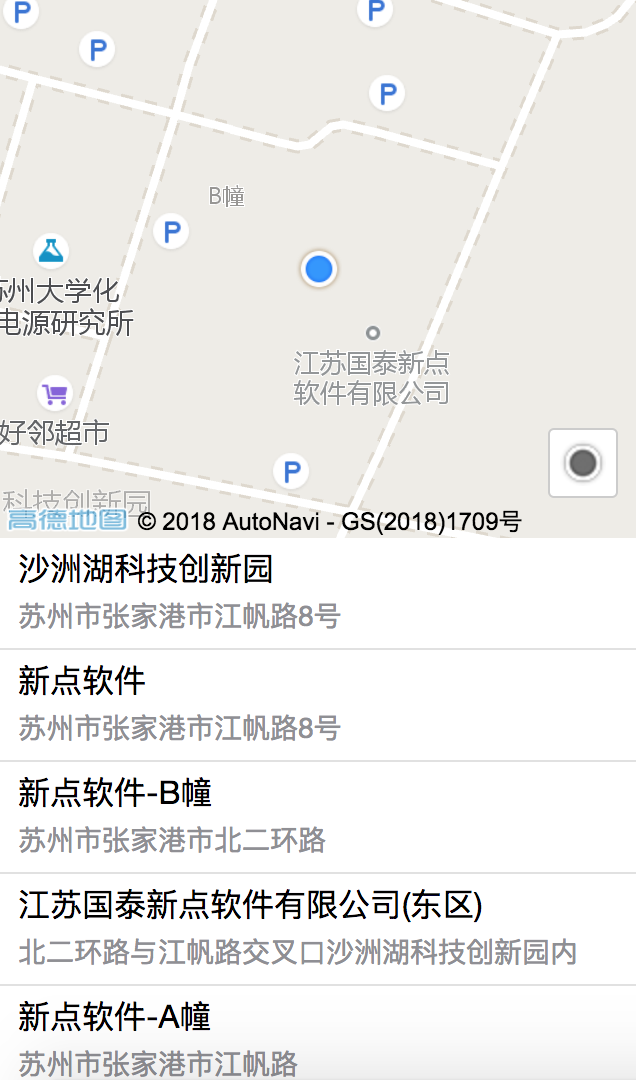 P
P
P
P
B幢
P
苏州大学化
电源研究所
江苏国泰新点
软件有限公司
好邻超市
P
科技创新园
高德地图 © 2018 AutoNavi - GS(2018)1709号
沙洲湖科技创新园
苏州市张家港市江帆路8号
新点软件
苏州市张家港市江帆路8号
新点软件-B幢
苏州市张家港市北二环路
江苏国泰新点软件有限公司(东区)
北二环路与江帆路交叉口沙洲湖科技创新园内
新点软件-A幢
苏州市张家港市江帆路